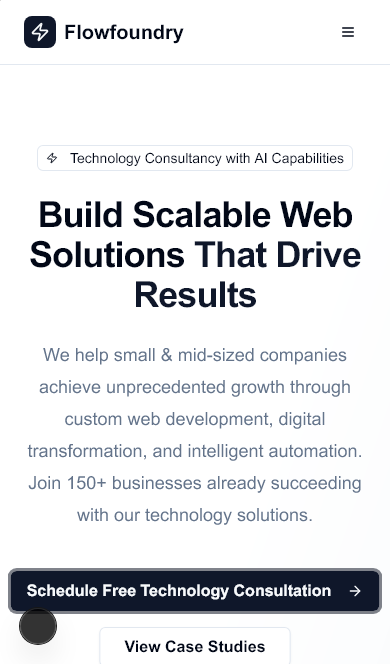 Flowfoundry
Technology Consultancy with AI Capabilities
Build Scalable Web
Solutions That Drive
Results
We help small & mid-sized companies
achieve unprecedented growth through
custom web development, digital
transformation, and intelligent automation.
Join 150+ businesses already succeeding
with our technology solutions.
Schedule Free Technology Consultation
View Case Studies